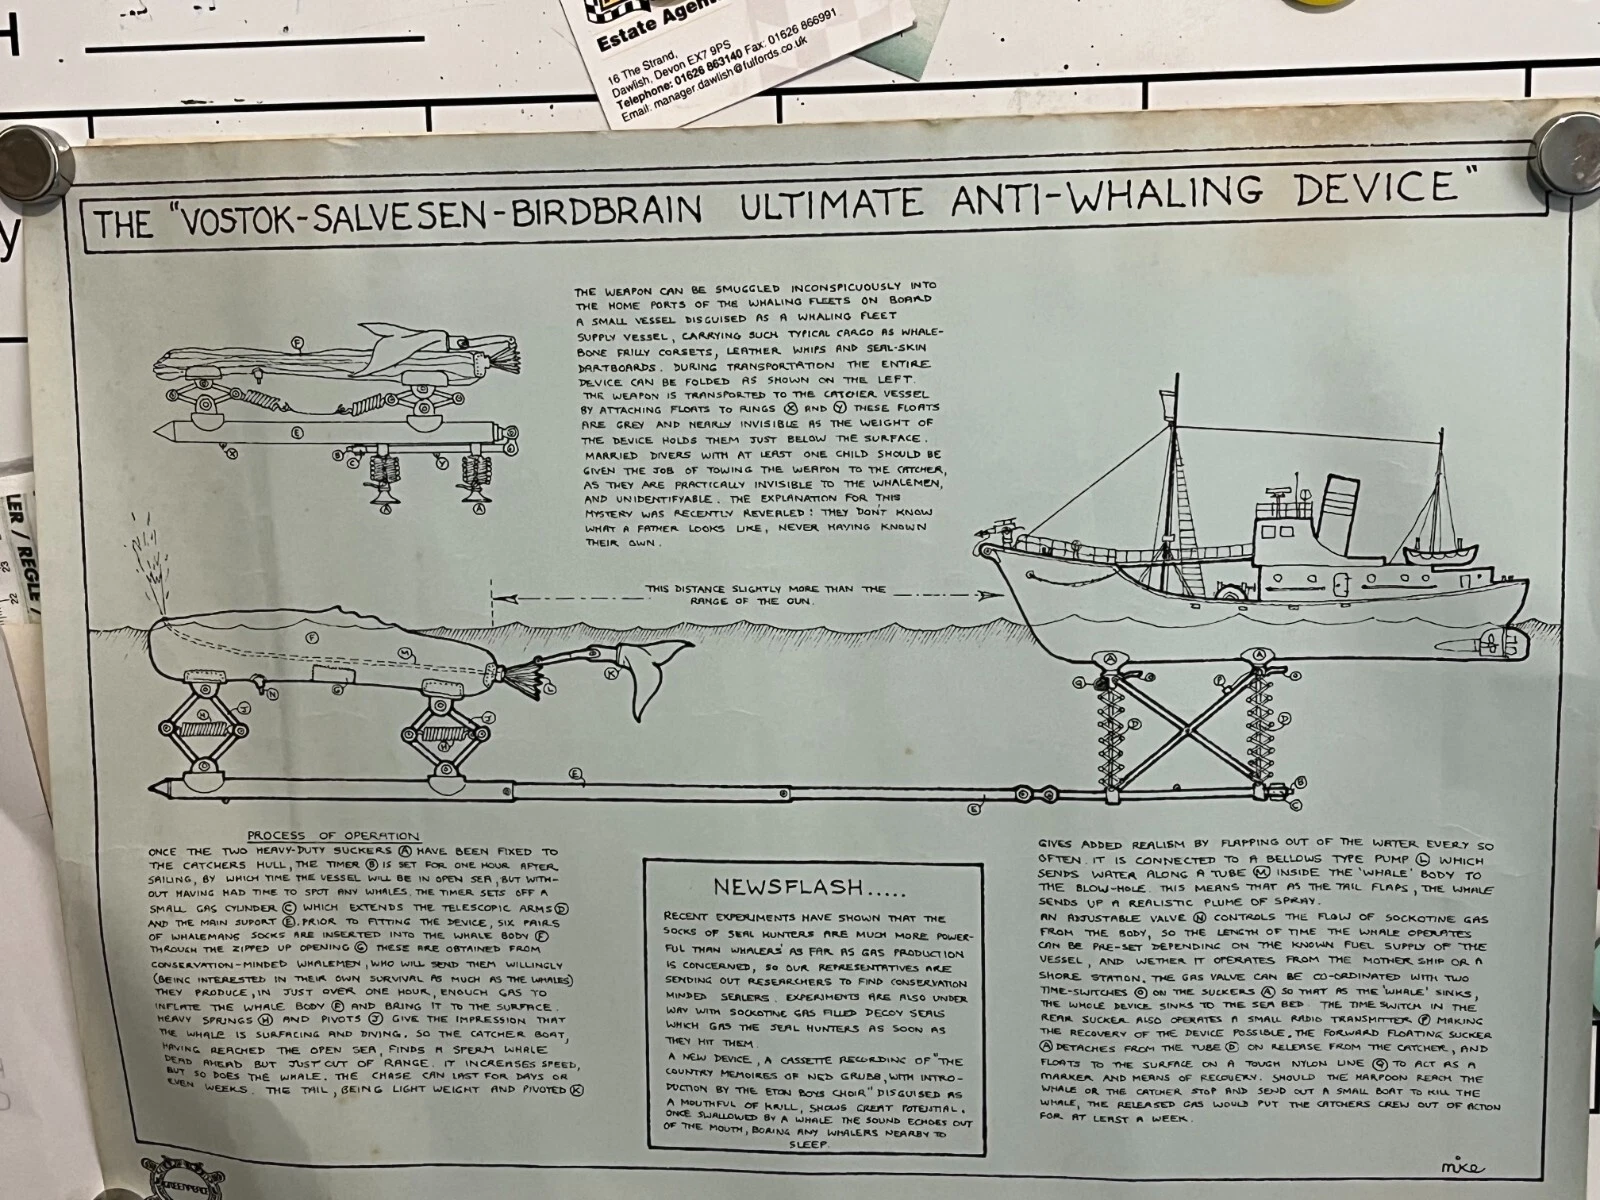 H
Estate Agen
16 The Strand,
Dawlish, Devon EX7 9PS
Telephone: 01626 863140 Fax: 01626 866991
Email: manager.dawlish@fulfords.co.uk
y
LER / REGLE /
23
22
THE "VOSTOK-SALVESEN-BIRDBRAIN ULTIMATE ANTI-WHALING DEVICE"
THE WEAPON CAN BE SMUGGLED INCONSPICUOUSLY INTO
THE HOME PORTS OF THE WHALING FLEETS ON BOARD
A SMALL VESSEL DISGUISED AS A WHALING FLEET
SUPPLY VESSEL, CARRYING SUCH TYPICAL CARGO AS WHALE-
BONE FRILLY CORSETS, LEATHER WHIPS AND SEAL-SKIN
DARTBOARDS. DURING TRANSPORTATION THE ENTIRE
DEVICE CAN BE FOLDED AS SHOWN ON THE LEFT.
THE WEAPON IS TRANSPORTED TO THE CATCHER VESSEL
BY ATTACHING FLOATS TO RINGS X AND Y THESE FLOATS
ARE GREY AND NEARLY INVISIBLE AS THE WEIGHT OF
THE DEVICE HOLDS THEM JUST BELOW THE SURFACE.
MARRIED DIVERS WITH AT LEAST ONE CHILD SHOULD BE
GIVEN THE JOB OF TOWING THE WEAPON TO THE CATCHER,
AS THEY ARE PRACTICALLY INVISIBLE TO THE WHALEMEN,
AND UNIDENTIFYABLE. THE EXPLANATION FOR THIS
MYSTERY WAS RECENTLY REVEALED: THEY DON'T KNOW
WHAT A FATHER LOOKS LIKE, NEVER HAVING KNOWN
THEIR OWN.
F
E
X
B
C
Y
A
A
THIS DISTANCE SLIGHTLY MORE THAN THE
RANGE OF THE GUN.
F
M
N
G
L
K
H
J
H
J
E
E
A
A
Q
P
O
D
D
B
C
PROCESS OF OPERATION
ONCE THE TWO HEAVY-DUTY SUCKERS A HAVE BEEN FIXED TO
THE CATCHERS HULL, THE TIMER B IS SET FOR ONE HOUR AFTER
SAILING, BY WHICH TIME THE VESSEL WILL BE IN OPEN SEA, BUT WITH-
OUT HAVING HAD TIME TO SPOT ANY WHALES. THE TIMER SETS OFF A
SMALL GAS CYLINDER C WHICH EXTENDS THE TELESCOPIC ARMS D
AND THE MAIN SUPORT E. PRIOR TO FITTING THE DEVICE, SIX PAIRS
OF WHALEMANS SOCKS ARE INSERTED INTO THE WHALE BODY F
THROUGH THE ZIPPED UP OPENING G THESE ARE OBTAINED FROM
CONSERVATION-MINDED WHALEMEN, WHO WILL SEND THEM WILLINGLY
(BEING INTERESTED IN THEIR OWN SURVIVAL AS MUCH AS THE WHALES)
THEY PRODUCE, IN JUST OVER ONE HOUR, ENOUGH GAS TO
INFLATE THE WHALE BODY F AND BRING IT TO THE SURFACE.
HEAVY SPRINGS H AND PIVOTS J GIVE THE IMPRESSION THAT
THE WHALE IS SURFACING AND DIVING. SO THE CATCHER BOAT,
HAVING REACHED THE OPEN SEA, FINDS A SPERM WHALE
DEAD AHEAD BUT JUST OUT OF RANGE. IT INCREASES SPEED,
BUT SO DOES THE WHALE. THE CHASE CAN LAST FOR DAYS OR
EVEN WEEKS. THE TAIL, BEING LIGHT WEIGHT AND PIVOTED K
NEWSFLASH.....
RECENT EXPERIMENTS HAVE SHOWN THAT THE
SOCKS OF SEAL HUNTERS ARE MUCH MORE POWER-
FUL THAN WHALERS' AS FAR AS GAS PRODUCTION
IS CONCERNED, SO OUR REPRESENTATIVES ARE
SENDING OUT RESEARCHERS TO FIND CONSERVATION
MINDED SEALERS. EXPERIMENTS ARE ALSO UNDER
WAY WITH SOCKOTINE GAS FILLED DECOY SEALS
WHICH GAS THE SEAL HUNTERS AS SOON AS
THEY HIT THEM.
A NEW DEVICE, A CASSETTE RECORDING OF "THE
COUNTRY MEMOIRES OF NED GRUBB, WITH INTRO-
DUCTION BY THE ETON BOYS CHOIR" DISGUISED AS
A MOUTHFUL OF KRILL, SHOWS GREAT POTENTIAL.
ONCE SWALLOWED BY A WHALE THE SOUND ECHOES OUT
OF THE MOUTH, BORING ANY WHALERS NEARBY TO
SLEEP.
GIVES ADDED REALISM BY FLAPPING OUT OF THE WATER EVERY SO
OFTEN. IT IS CONNECTED TO A BELLOWS TYPE PUMP L WHICH
SENDS WATER ALONG A TUBE M INSIDE THE 'WHALE' BODY TO
THE BLOW-HOLE. THIS MEANS THAT AS THE TAIL FLAPS, THE WHALE
SENDS UP A REALISTIC PLUME OF SPRAY.
AN ADJUSTABLE VALVE N CONTROLS THE FLOW OF SOCKOTINE GAS
FROM THE BODY, SO THE LENGTH OF TIME THE WHALE OPERATES
CAN BE PRE-SET DEPENDING ON THE KNOWN FUEL SUPPLY OF THE
VESSEL, AND WETHER IT OPERATES FROM THE MOTHER SHIP OR A
SHORE STATION. THE GAS VALVE CAN BE CO-ORDINATED WITH TWO
TIME-SWITCHES O ON THE SUCKERS A SO THAT AS THE 'WHALE' SINKS,
THE WHOLE DEVICE SINKS TO THE SEA BED. THE TIME SWITCH IN THE
REAR SUCKER ALSO OPERATES A SMALL RADIO TRANSMITTER P MAKING
THE RECOVERY OF THE DEVICE POSSIBLE. THE FORWARD FLOATING SUCKER
A DETACHES FROM THE TUBE D ON RELEASE FROM THE CATCHER, AND
FLOATS TO THE SURFACE ON A TOUGH NYLON LINE Q TO ACT AS A
MARKER AND MEANS OF RECOVERY. SHOULD THE HARPOON REACH THE
WHALE OR THE CATCHER STOP AND SEND OUT A SMALL BOAT TO KILL THE
WHALE, THE RELEASED GAS WOULD PUT THE CATCHERS CREW OUT OF ACTION
FOR AT LEAST A WEEK.
mike
GREENPEACE